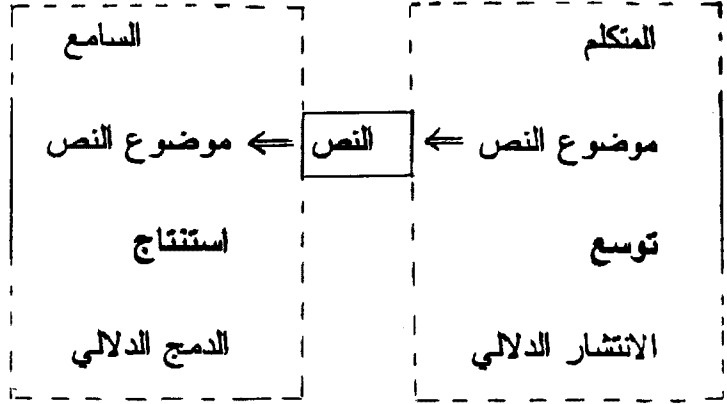 المتكلم
السامع
موضوع النص ⇐ النص ⇐ موضوع النص
توسع
استنتاج
الانتشار الدلالي
الدمج الدلالي